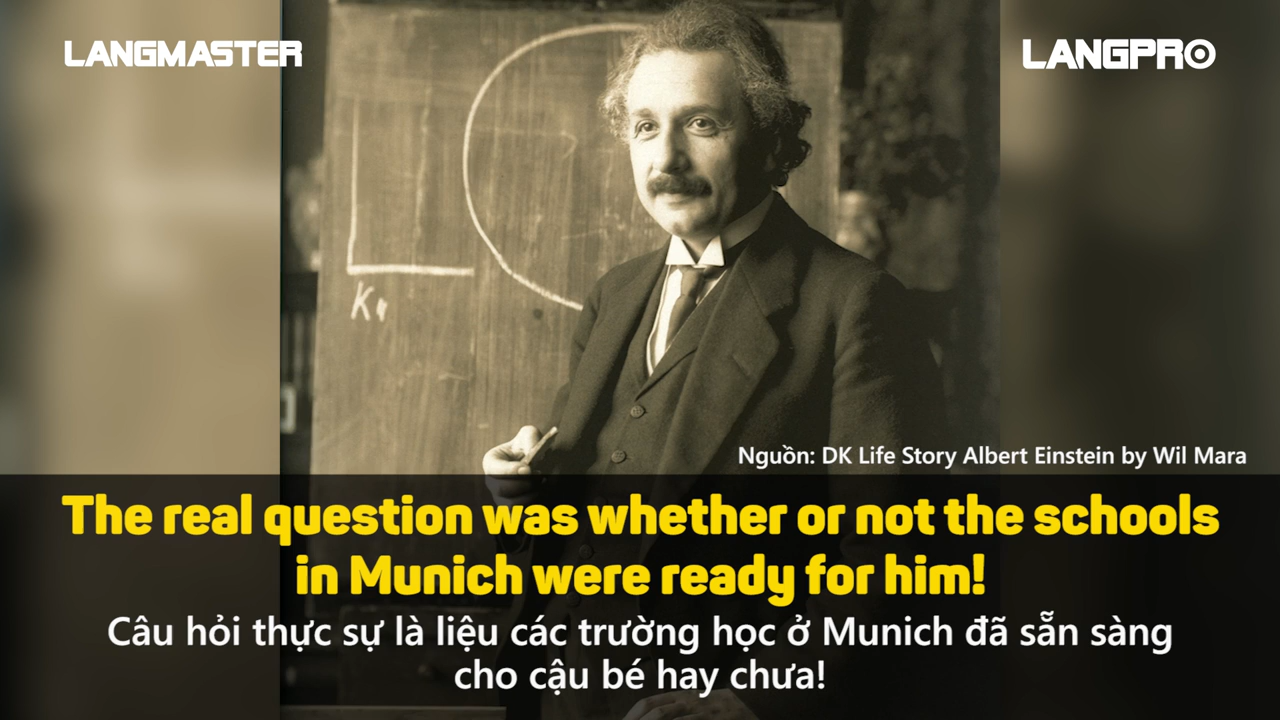 LANGMASTER
LANGPRO
K
Nguồn: DK Life Story Albert Einstein by Wil Mara
The real question was whether or not the schools
in Munich were ready for him!
Câu hỏi thực sự là liệu các trường học ở Munich đã sẵn sàng
cho cậu bé hay chưa!